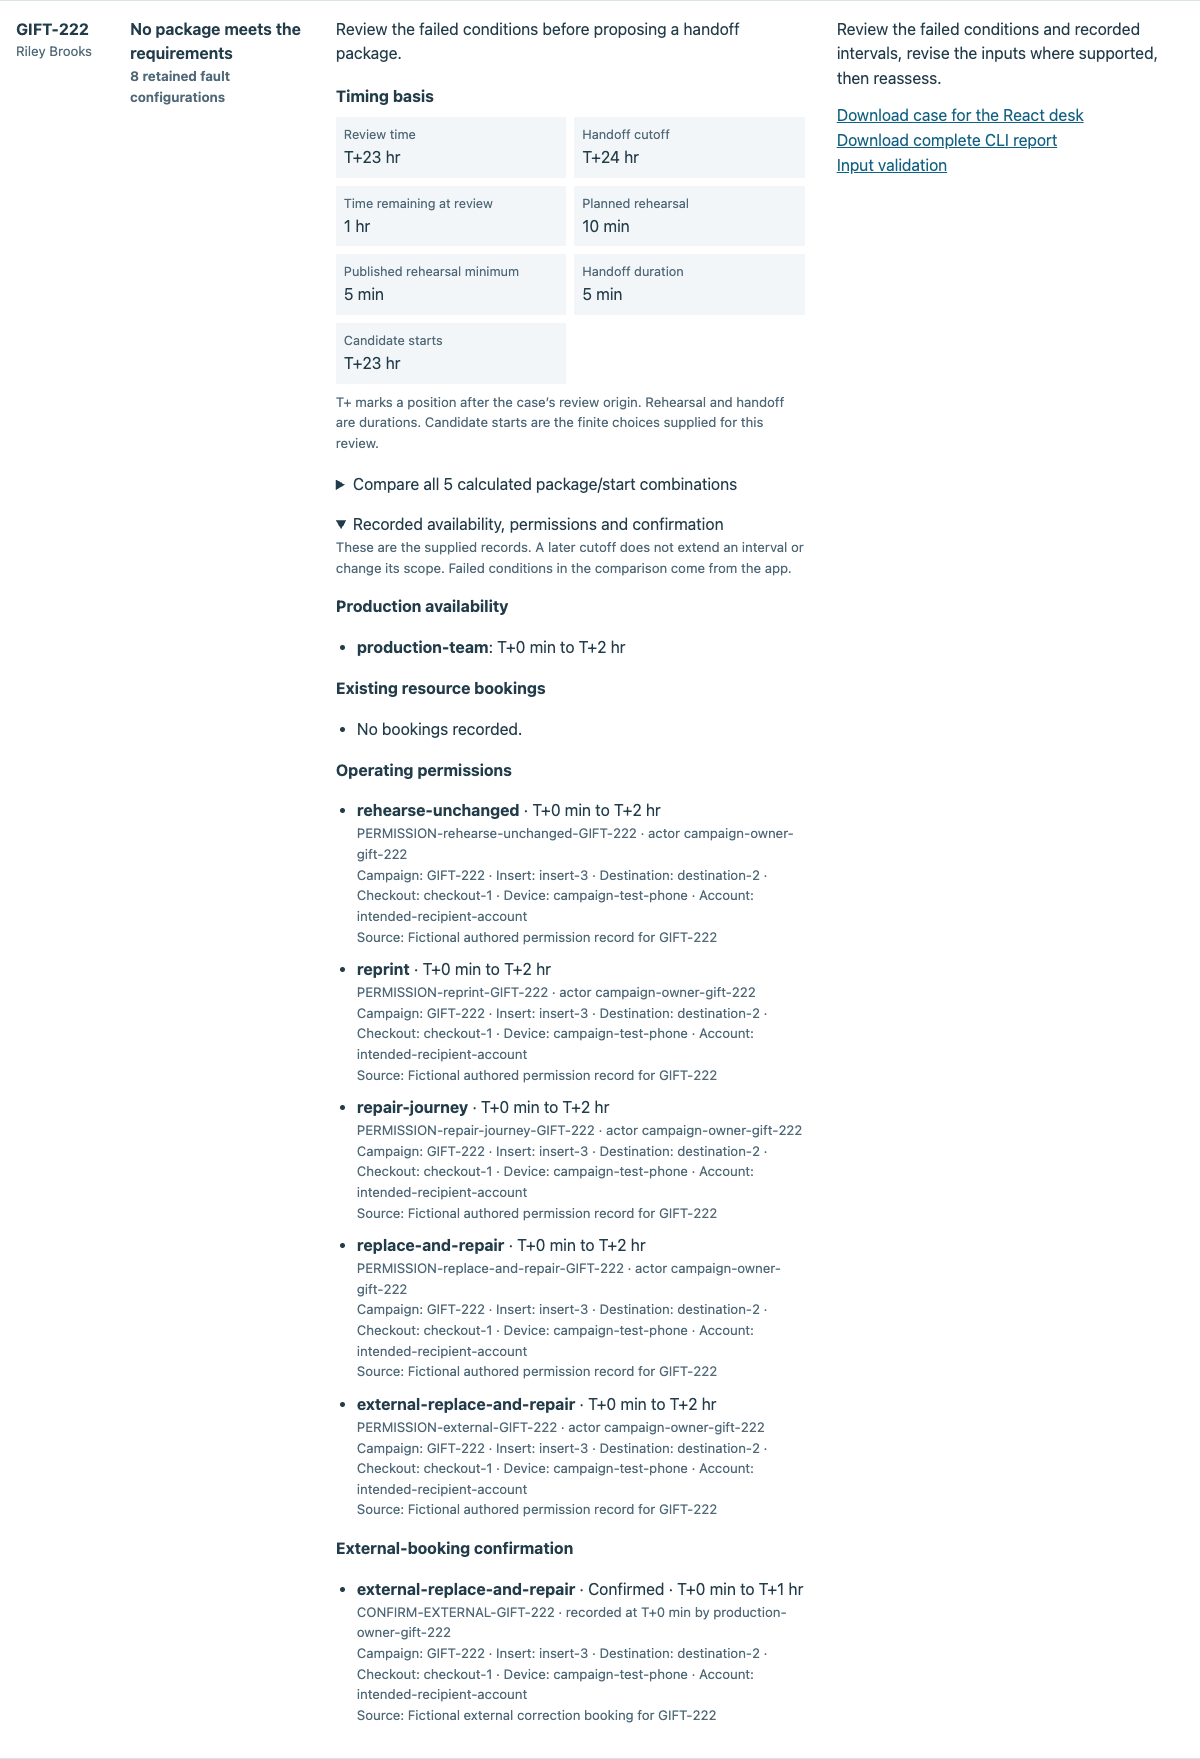 GIFT-222
Riley Brooks
No package meets the
requirements
8 retained fault
configurations
Review the failed conditions before proposing a handoff
package.
Timing basis
Review time
T+23 hr
Handoff cutoff
T+24 hr
Time remaining at review
1 hr
Planned rehearsal
10 min
Published rehearsal minimum
5 min
Handoff duration
5 min
Candidate starts
T+23 hr
T+ marks a position after the case's review origin. Rehearsal and handoff
are durations. Candidate starts are the finite choices supplied for this
review.
▶ Compare all 5 calculated package/start combinations
▼ Recorded availability, permissions and confirmation
These are the supplied records. A later cutoff does not extend an interval or
change its scope. Failed conditions in the comparison come from the app.
Production availability
• production-team: T+0 min to T+2 hr
Existing resource bookings
• No bookings recorded.
Operating permissions
• rehearse-unchanged · T+0 min to T+2 hr
PERMISSION-rehearse-unchanged-GIFT-222 · actor campaign-owner-
gift-222
Campaign: GIFT-222 · Insert: insert-3 · Destination: destination-2 ·
Checkout: checkout-1 · Device: campaign-test-phone · Account:
intended-recipient-account
Source: Fictional authored permission record for GIFT-222
• reprint · T+0 min to T+2 hr
PERMISSION-reprint-GIFT-222 · actor campaign-owner-gift-222
Campaign: GIFT-222 · Insert: insert-3 · Destination: destination-2 ·
Checkout: checkout-1 · Device: campaign-test-phone · Account:
intended-recipient-account
Source: Fictional authored permission record for GIFT-222
• repair-journey · T+0 min to T+2 hr
PERMISSION-repair-journey-GIFT-222 · actor campaign-owner-gift-222
Campaign: GIFT-222 · Insert: insert-3 · Destination: destination-2 ·
Checkout: checkout-1 · Device: campaign-test-phone · Account:
intended-recipient-account
Source: Fictional authored permission record for GIFT-222
• replace-and-repair · T+0 min to T+2 hr
PERMISSION-replace-and-repair-GIFT-222 · actor campaign-owner-
gift-222
Campaign: GIFT-222 · Insert: insert-3 · Destination: destination-2 ·
Checkout: checkout-1 · Device: campaign-test-phone · Account:
intended-recipient-account
Source: Fictional authored permission record for GIFT-222
• external-replace-and-repair · T+0 min to T+2 hr
PERMISSION-external-GIFT-222 · actor campaign-owner-gift-222
Campaign: GIFT-222 · Insert: insert-3 · Destination: destination-2 ·
Checkout: checkout-1 · Device: campaign-test-phone · Account:
intended-recipient-account
Source: Fictional authored permission record for GIFT-222
External-booking confirmation
• external-replace-and-repair · Confirmed · T+0 min to T+1 hr
CONFIRM-EXTERNAL-GIFT-222 · recorded at T+0 min by production-
owner-gift-222
Campaign: GIFT-222 · Insert: insert-3 · Destination: destination-2 ·
Checkout: checkout-1 · Device: campaign-test-phone · Account:
intended-recipient-account
Source: Fictional external correction booking for GIFT-222
Review the failed conditions and recorded
intervals, revise the inputs where supported,
then reassess.
Download case for the React desk
Download complete CLI report
Input validation